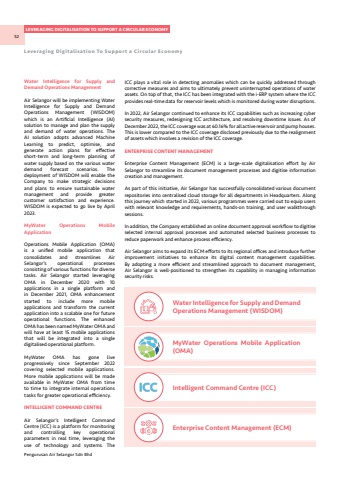 LEVERAGING DIGITALISATION TO SUPPORT A CIRCULAR ECONOMY
52
Leveraging Digitalisation To Support a Circular Economy
Water Intelligence for Supply and
Demand Operations Management
Air Selangor will be implementing Water
Intelligence for Supply and Demand
Operations Management (WISDOM)
which is an Artificial Intelligence (AI)
solution to manage and plan the supply
and demand of water operations. The
AI solution adopts advanced Machine
Learning to predict, optimise, and
generate action plans for effective
short-term and long-term planning of
water supply based on the various water
demand forecast scenarios. The
deployment of WISDOM will enable the
Company to make strategic decisions
and plans to ensure sustainable water
management and provide greater
customer satisfaction and experience.
WISDOM is expected to go live by April
2023.
MyWater Operations Mobile
Application
Operations Mobile Application (OMA)
is a unified mobile application that
consolidates and streamlines Air
Selangor's operational processes
consisting of various functions for diverse
tasks. Air Selangor started leveraging
OMA in December 2020 with 10
applications in a single platform and
in December 2021, OMA enhancement
started to include more mobile
applications and transform the current
application into a scalable one for future
operational functions. The enhanced
OMA has been named MyWater OMA and
will have at least 15 mobile applications
that will be integrated into a single
digitalised operational platform.
MyWater OMA has gone live
progressively since September 2022
covering selected mobile applications.
More mobile applications will be made
available in MyWater OMA from time
to time to integrate internal operations
tasks for greater operational efficiency.
INTELLIGENT COMMAND CENTRE
Air Selangor's Intelligent Command
Centre (ICC) is a platform for monitoring
and controlling key operational
parameters in real time, leveraging the
use of technology and systems. The
ICC plays a vital role in detecting anomalies which can be quickly addressed through
corrective measures and aims to ultimately prevent uninterrupted operations of water
assets. On top of that, the ICC has been integrated with the i-ERP system where the ICC
provides real-time data for reservoir levels which is monitored during water disruptions.
In 2022, Air Selangor continued to enhance its ICC capabilities such as increasing cyber
security measures, redesigning ICC architecture, and resolving downtime issues. As of
December 2022, the ICC coverage was at 60.14% for all active reservoir and pump houses.
This is lower compared to the ICC coverage disclosed previously due to the realignment
of assets which involves a revision of the ICC coverage.
ENTERPRISE CONTENT MANAGEMENT
Enterprise Content Management (ECM) is a large-scale digitalisation effort by Air
Selangor to streamline its document management processes and digitise information
creation and management.
As part of this initiative, Air Selangor has successfully consolidated various document
repositories into centralised cloud storage for all departments in Headquarters. Along
this journey which started in 2022, various programmes were carried out to equip users
with relevant knowledge and requirements, hands-on training, and user walkthrough
sessions.
In addition, the Company established an online document approval workflow to digitise
selected internal approval processes and automated selected business processes to
reduce paperwork and enhance process efficiency.
Air Selangor aims to expand its ECM efforts to its regional offices and introduce further
improvement initiatives to enhance its digital content management capabilities.
By adopting a more efficient and streamlined approach to document management,
Air Selangor is well-positioned to strengthen its capability in managing information
security risks.
Water Intelligence for Supply and Demand
Operations Management (WISDOM)
MyWater Operations Mobile Application
(OMA)
ICC
Intelligent Command Centre (ICC)
Enterprise Content Management (ECM)
Pengurusan Air Selangor Sdn Bhd